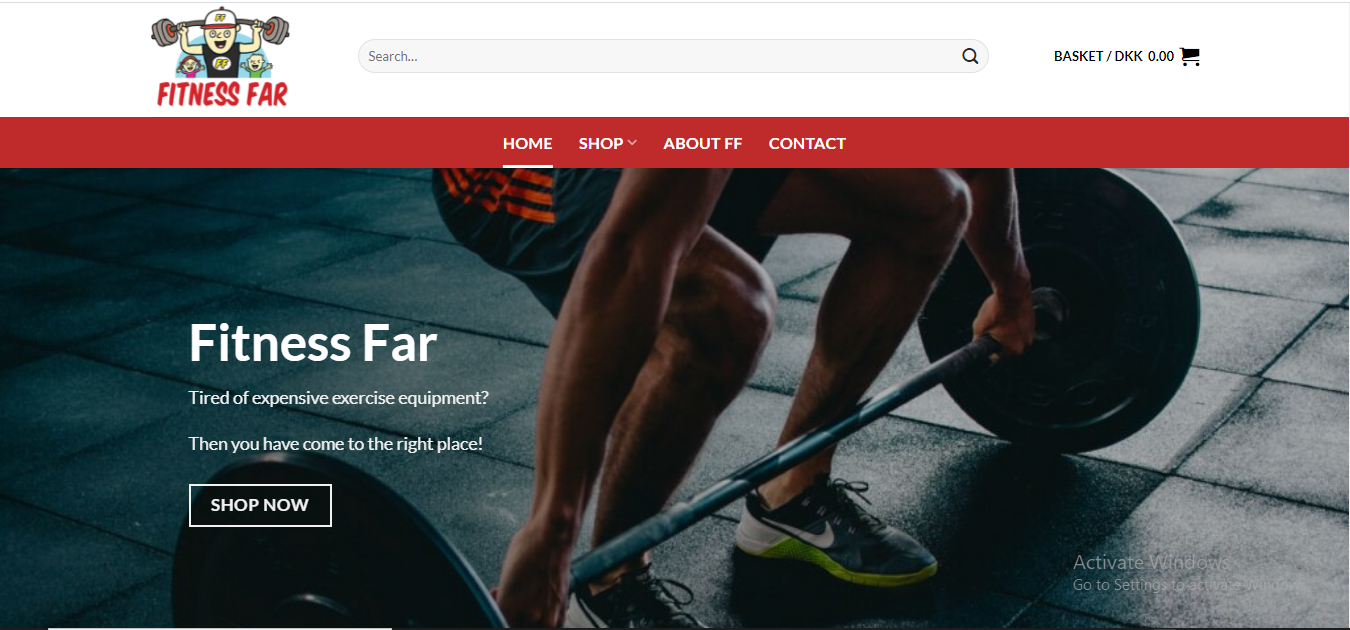 FF
FF
FITNESS FAR
Search...
BASKET / DKK 0.00
HOME
SHOP
ABOUT FF
CONTACT
Fitness Far
Tired of expensive exercise equipment?
Then you have come to the right place!
SHOP NOW
Activate Windows
Go to Settings to activate Windows.